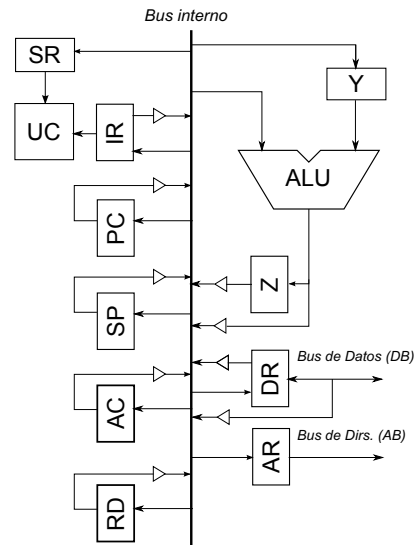 Bus interno
SR
Y
UC
IR
ALU
PC
Z
SP
Bus de Datos (DB)
DR
AC
Bus de Dirs. (AB)
AR
RD